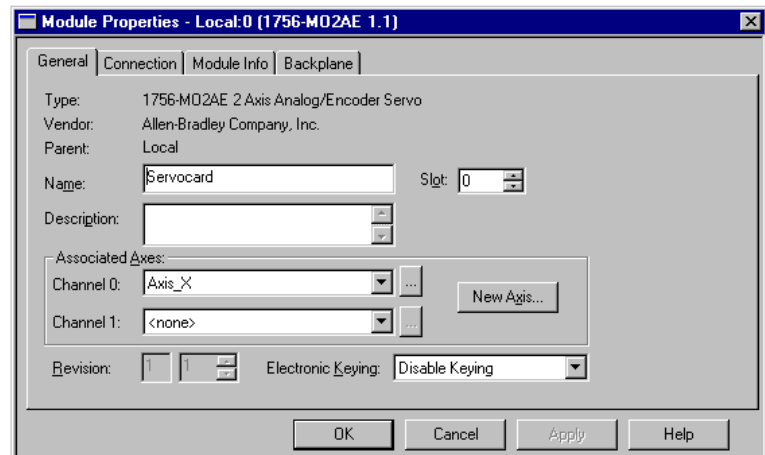 Module Properties - Local:0 (1756-M02AE 1.1)
General Connection Module Info Backplane
Type: 1756-M02AE 2 Axis Analog/Encoder Servo
Vendor: Allen-Bradley Company, Inc.
Parent: Local
Name: Servocard Slot: 0
Description:
Associated Axes:
Channel 0: Axis_X ...
New Axis...
Channel 1: <none> ...
Revision: 1 1 Electronic Keying: Disable Keying
OK Cancel Apply Help